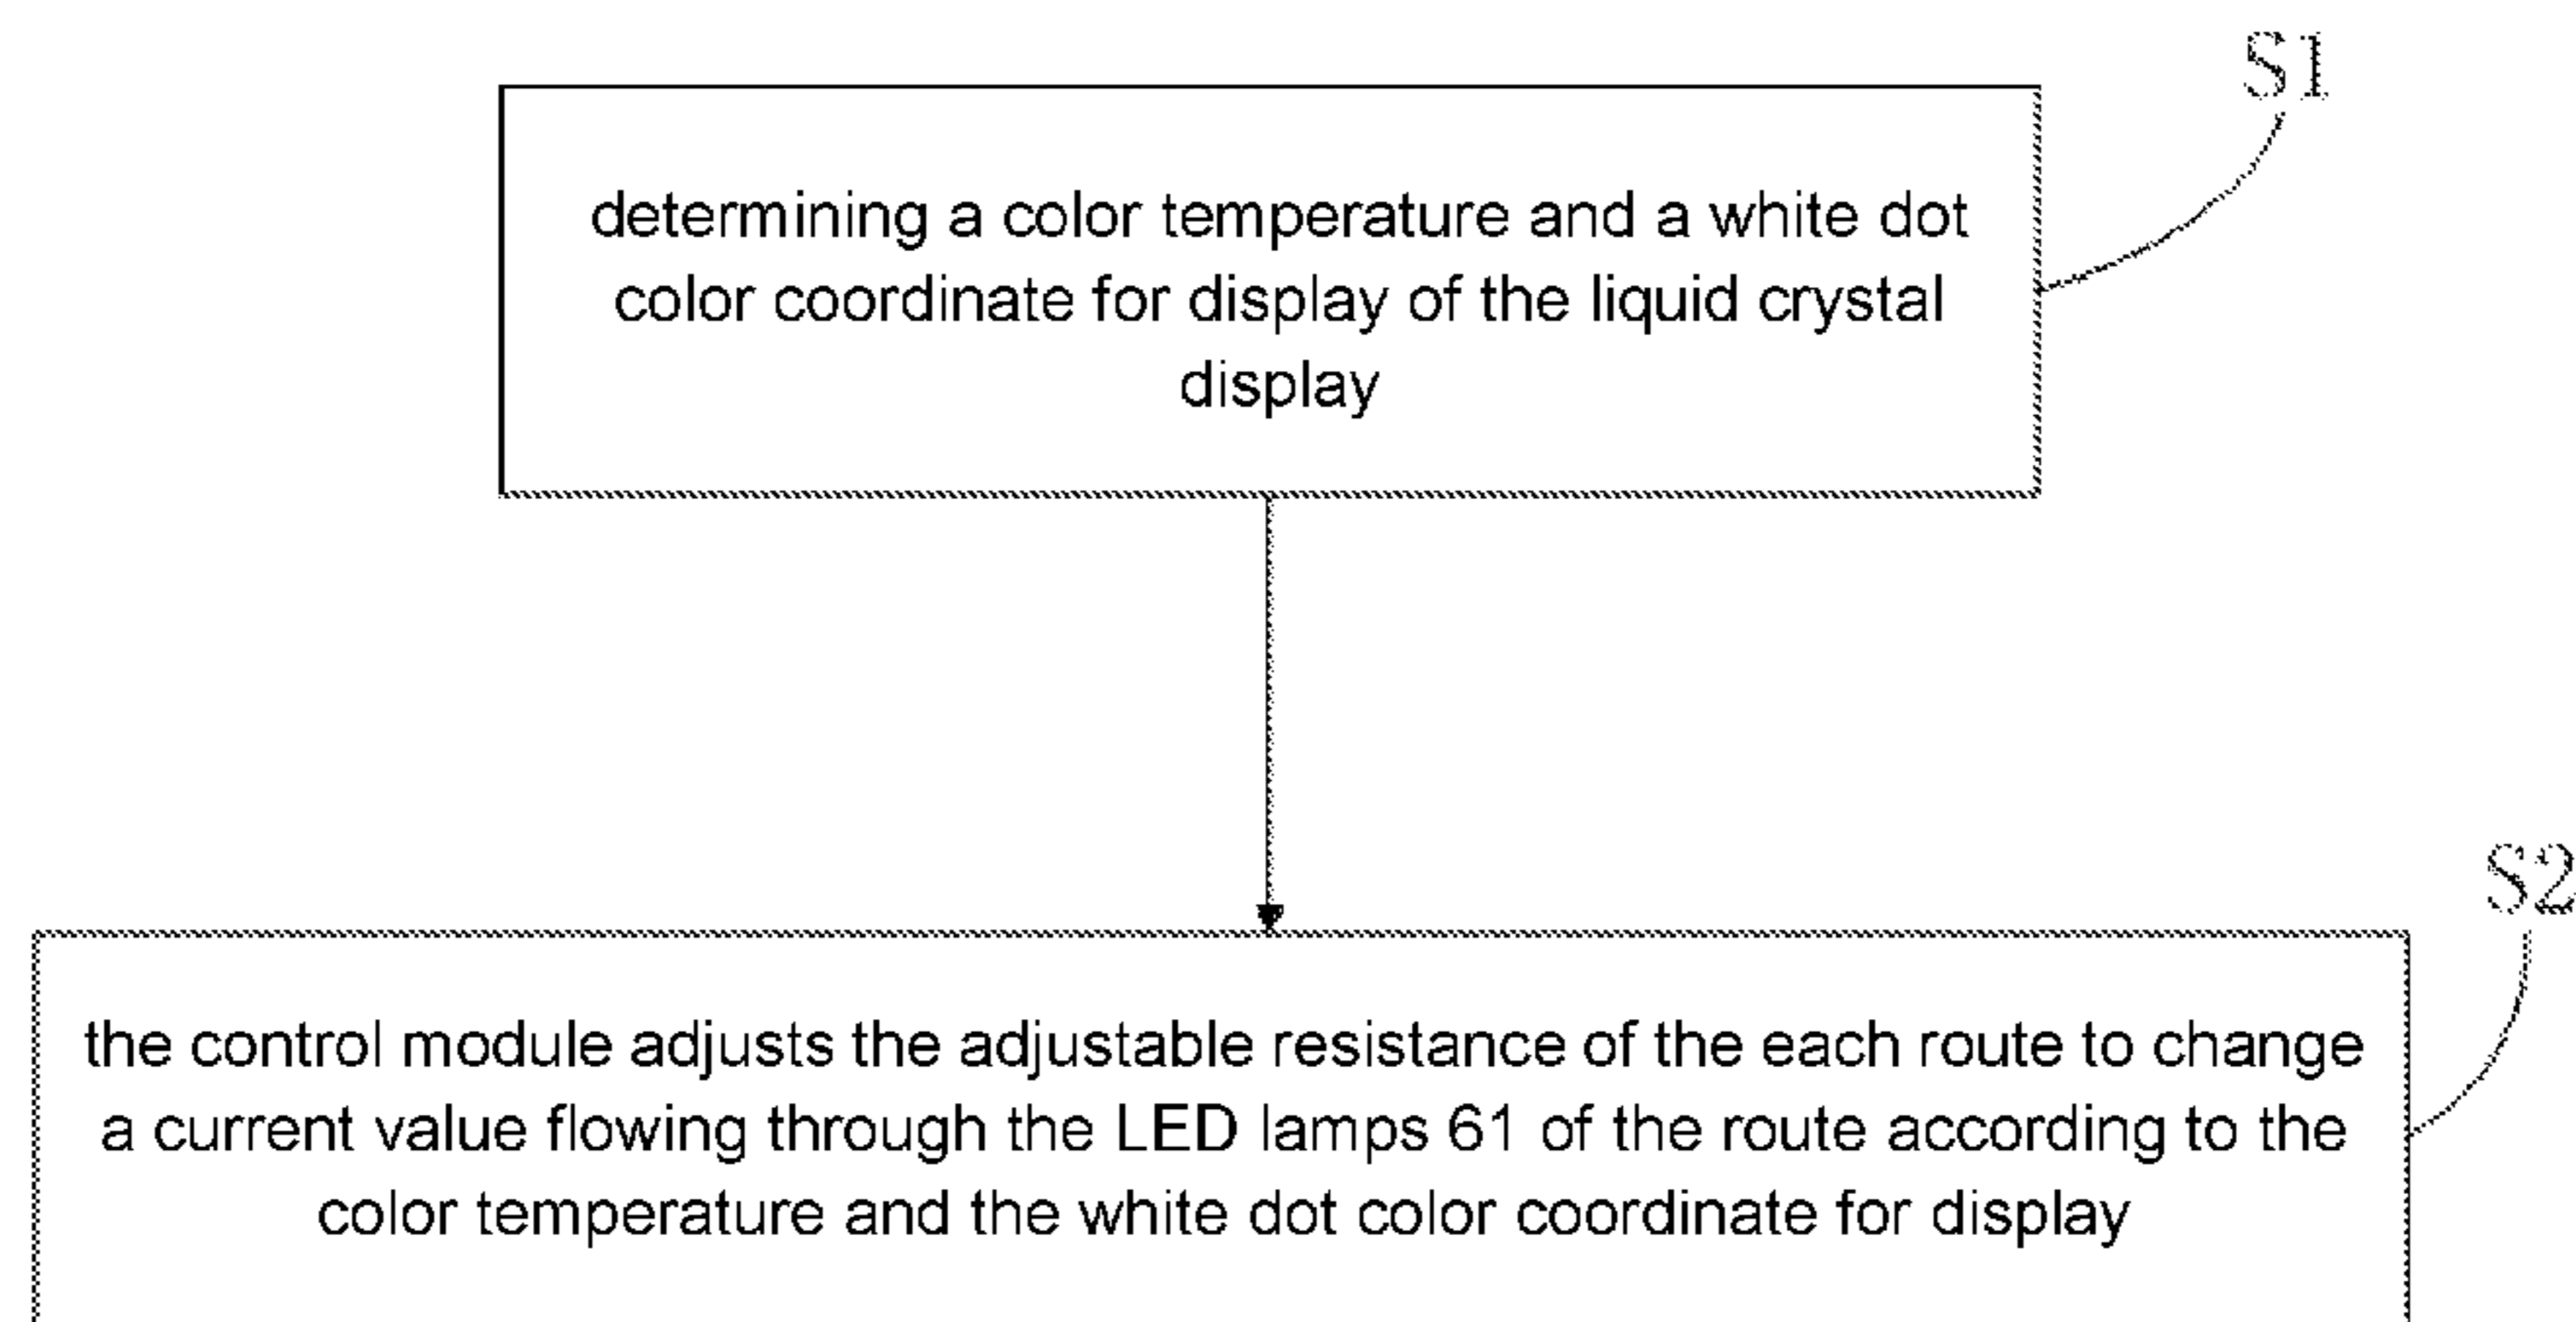 S1
determining a color temperature and a white dot
color coordinate for display of the liquid crystal
display
S2
the control module adjusts the adjustable resistance of the each route to change
a current value flowing through the LED lamps 61 of the route according to the
color temperature and the white dot color coordinate for display